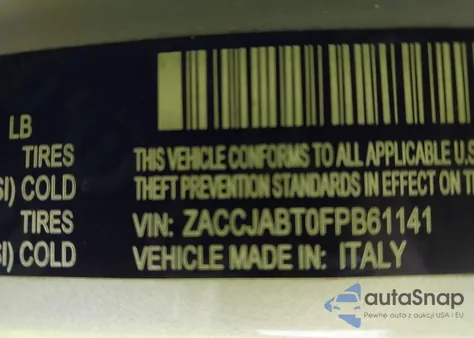 LB
TIRES
SI) COLD
TIRES
SI) COLD
THIS VEHICLE CONFORMS TO ALL APPLICABLE U.S
THEFT PREVENTION STANDARDS IN EFFECT ON
VIN: ZACCJABT0FPB61141
VEHICLE MADE IN: ITALY
autoSnap
Pewne auta z aukcji USA i EU